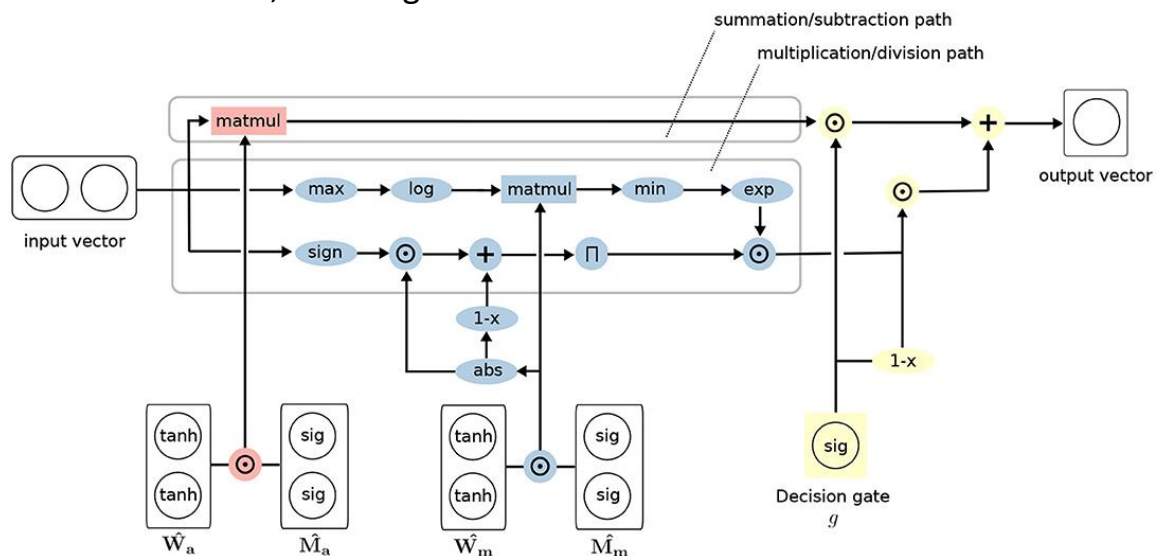 summation/subtraction path
multiplication/division path
matmul
⊙
+
max
log
matmul
min
exp
⊙
output vector
input vector
sign
⊙
+
Π
⊙
1-x
abs
1-x
tanh
sig
tanh
sig
sig
⊙
⊙
tanh
sig
tanh
sig
Decision gate
g
Ŵa
M̂a
Ŵm
M̂m